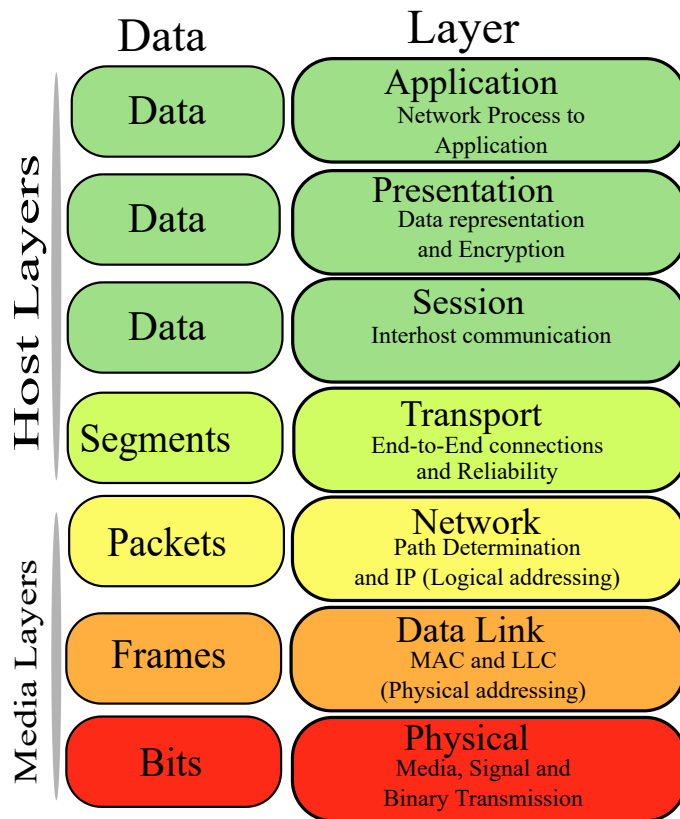 Data
Layer
Host Layers
Data
Application
Network Process to
Application
Data
Presentation
Data representation
and Encryption
Data
Session
Interhost communication
Segments
Transport
End-to-End connections
and Reliability
Media Layers
Packets
Network
Path Determination
and IP (Logical addressing)
Frames
Data Link
MAC and LLC
(Physical addressing)
Bits
Physical
Media, Signal and
Binary Transmission